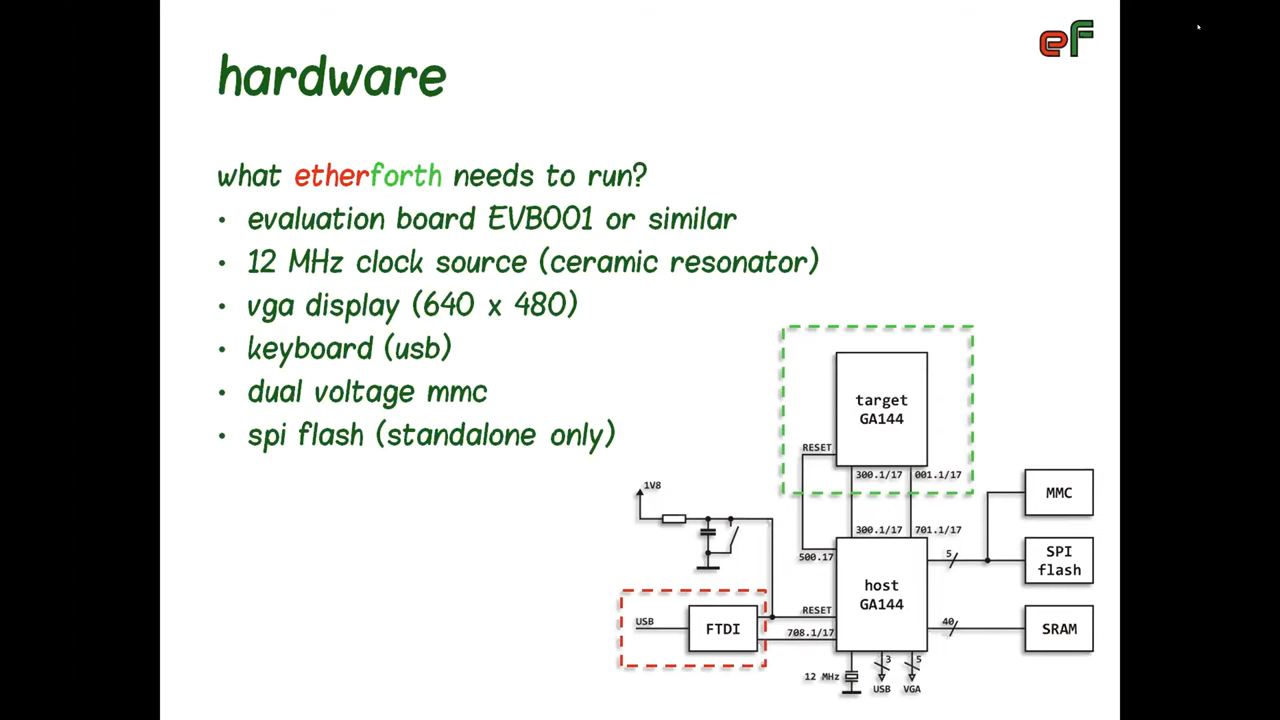 eF
hardware
what etherforth needs to run?
• evaluation board EVB001 or similar
• 12 MHz clock source (ceramic resonator)
• vga display (640 x 480)
• keyboard (usb)
• dual voltage mmc
• spi flash (standalone only)
target
GA144
RESET
300.1/17 001.1/17
1V8
MMC
300.1/17 701.1/17
500.17
5
SPI
flash
host
GA144
USB
FTDI
RESET
708.1/17
40
SRAM
12 MHz
3
5
USB VGA